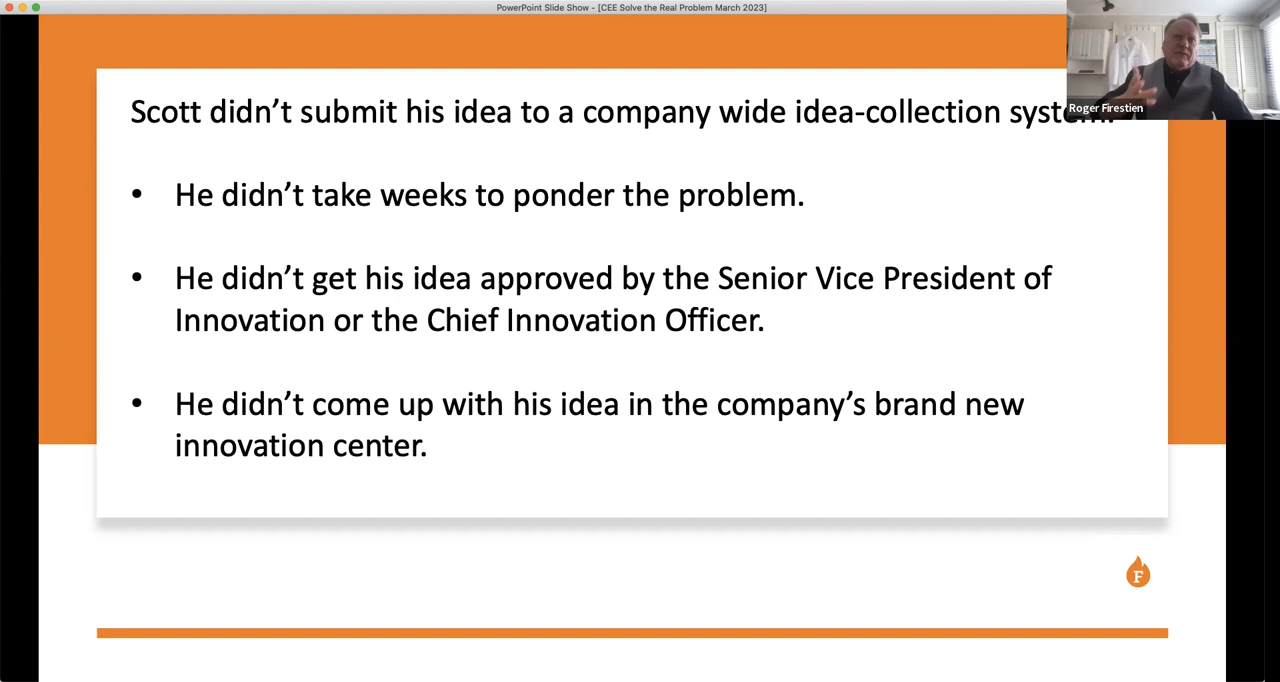 PowerPoint Slide Show - [CEE Solve the Real Problem March 2023]
Roger Firestien
Scott didn’t submit his idea to a company wide idea-collection system.
• He didn’t take weeks to ponder the problem.
• He didn’t get his idea approved by the Senior Vice President of
Innovation or the Chief Innovation Officer.
• He didn’t come up with his idea in the company’s brand new
innovation center.
F